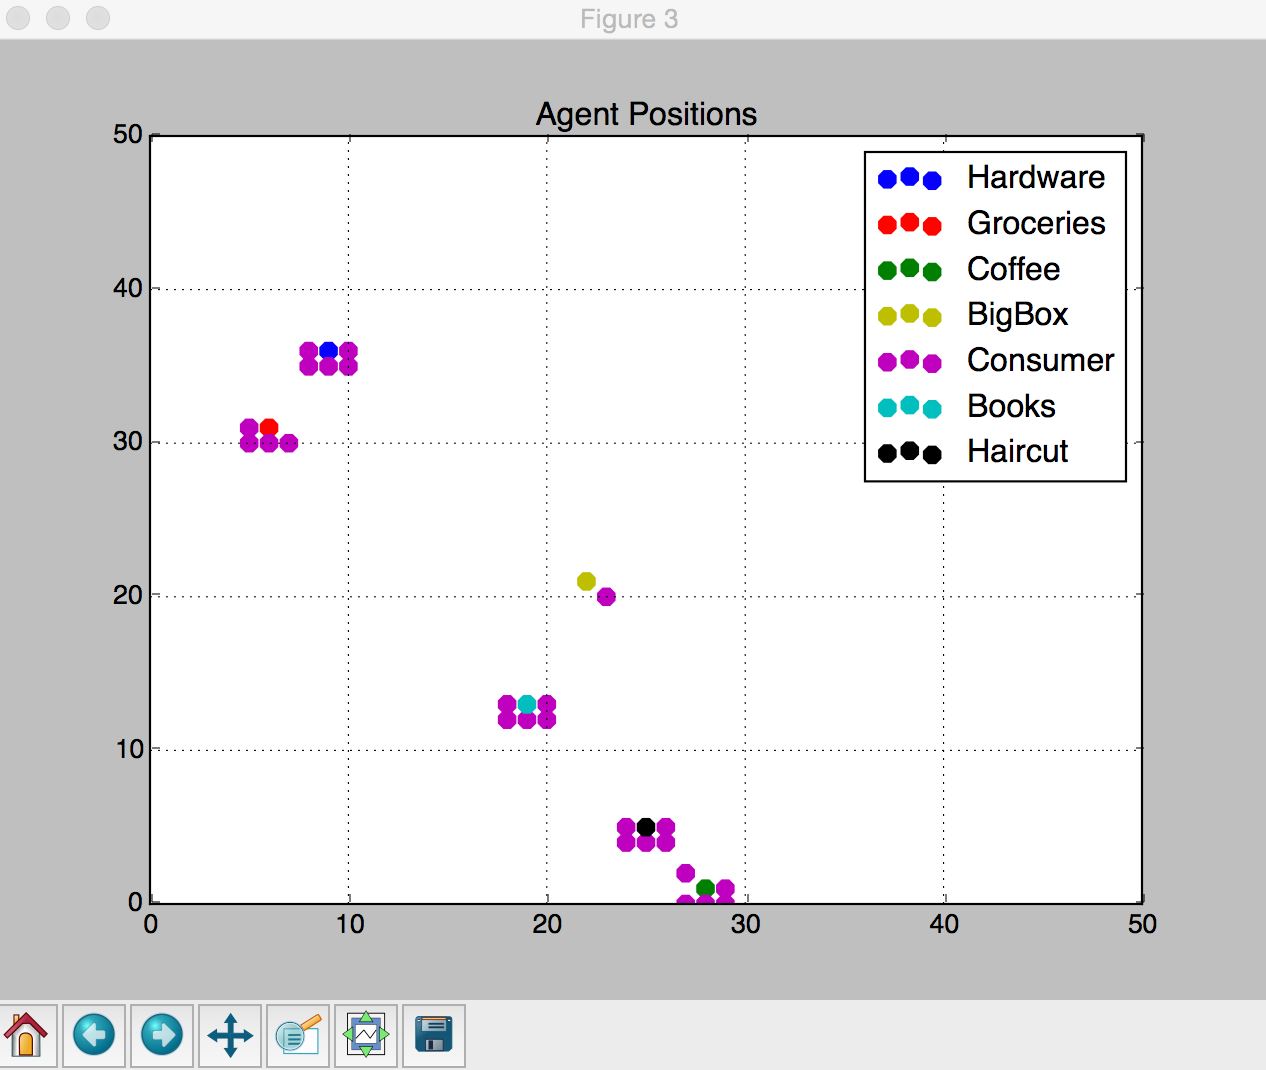 Figure 3
Agent Positions
50
40
30
20
10
0
0 10 20 30 40 50
Hardware
Groceries
Coffee
BigBox
Consumer
Books
Haircut